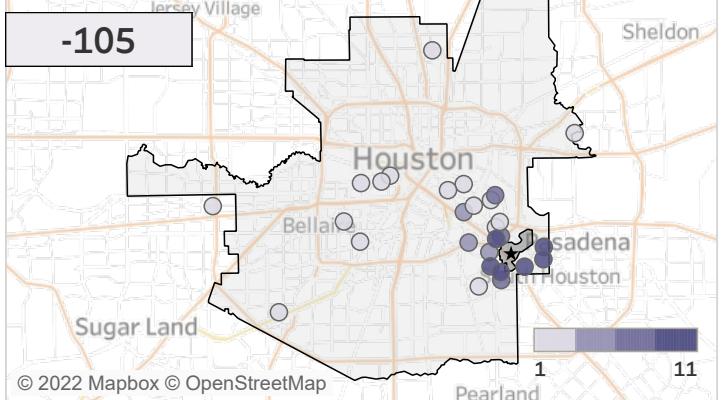 Jersey Village
-105
Sheldon
Houston
Bellaire
Pasadena
South Houston
Sugar Land
1
11
© 2022 Mapbox © OpenStreetMap
Pearland